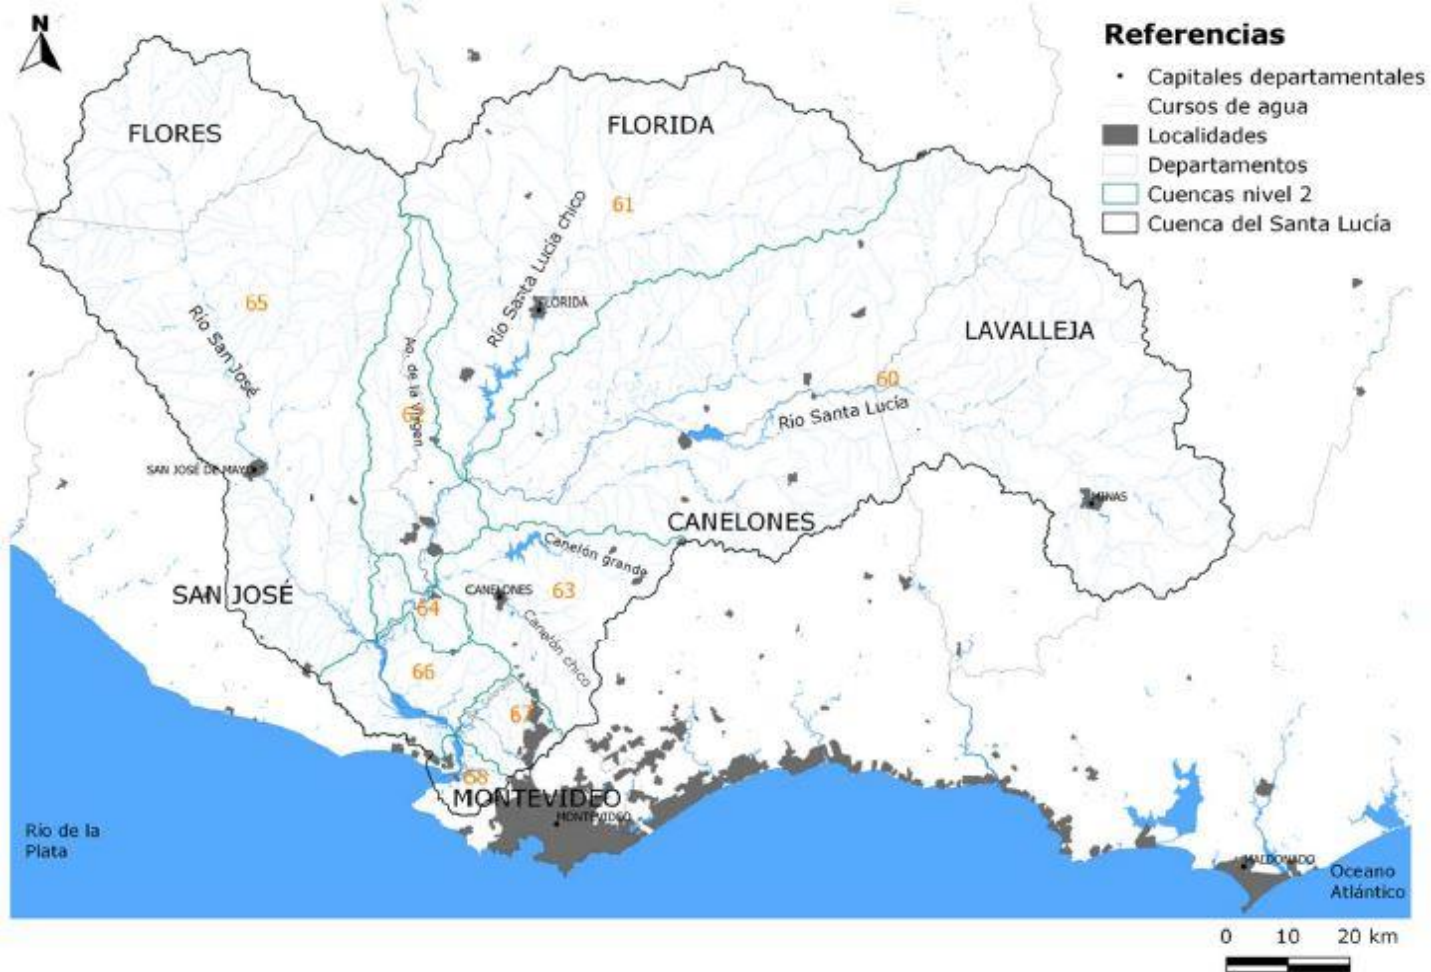 N
Referencias
Capitales departamentales
Cursos de agua
Localidades
Departamentos
Cuencas nivel 2
Cuenca del Santa Lucía
FLORES
FLORIDA
61
Río Santa Lucía chico
65
Río San José
FLORIDA
LAVALLEJA
Ao. de la Virgen
60
Río Santa Lucía
SAN JOSÉ DE MAYO
MINAS
CANELONES
Canelón grande
SAN JOSÉ
CANELONES
63
64
Canelón chico
66
67
68
MONTEVIDEO
MONTEVIDEO
Río de la
Plata
MALDONADO
Oceano
Atlántico
0 10 20 km